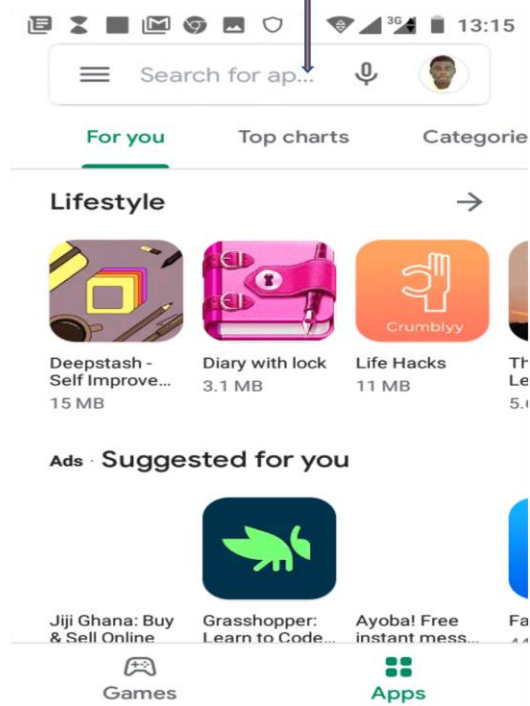 3G 13:15
Search for ap...
For you Top charts Categorie
Lifestyle
Crumblyy
Deepstash - Diary with lock Life Hacks Th
Self Improve... 3.1 MB 11 MB Le
15 MB 5.
Ads · Suggested for you
Jiji Ghana: Buy Grasshopper: Ayoba! Free Fa
& Sell Online Learn to Code... instant mess...
Games Apps